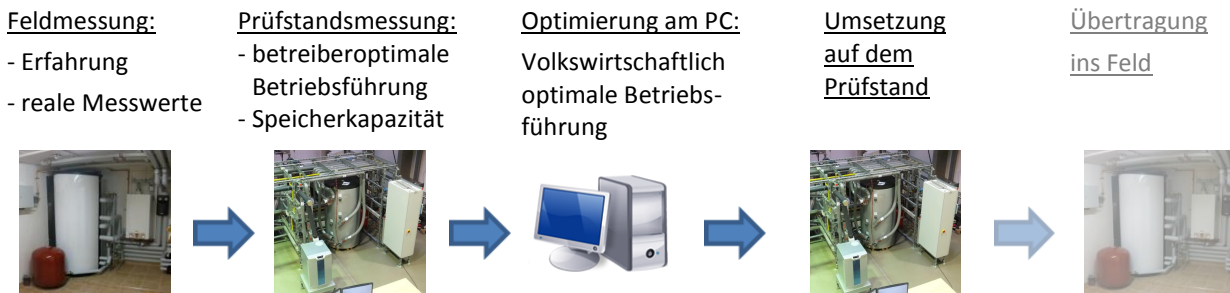 Feldmessung:
- Erfahrung
- reale Messwerte
Prüfstandsmessung:
- betreiberoptimale
Betriebsführung
- Speicherkapazität
Optimierung am PC:
Volkswirtschaftlich
optimale Betriebs-
führung
Umsetzung
auf dem
Prüfstand
Übertragung
ins Feld